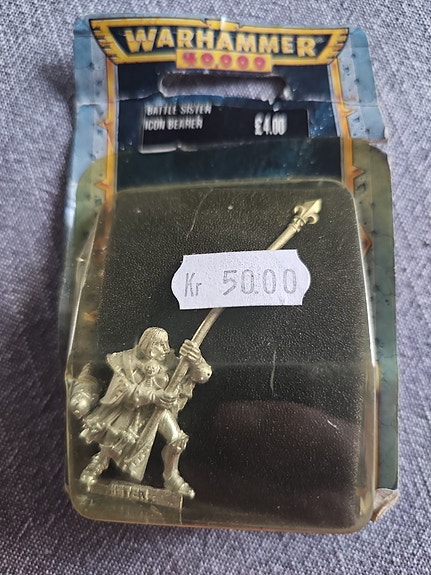 WARHAMMER
40,000
BATTLE SISTER
ICON BEARER
£4.00
Kr 50.00